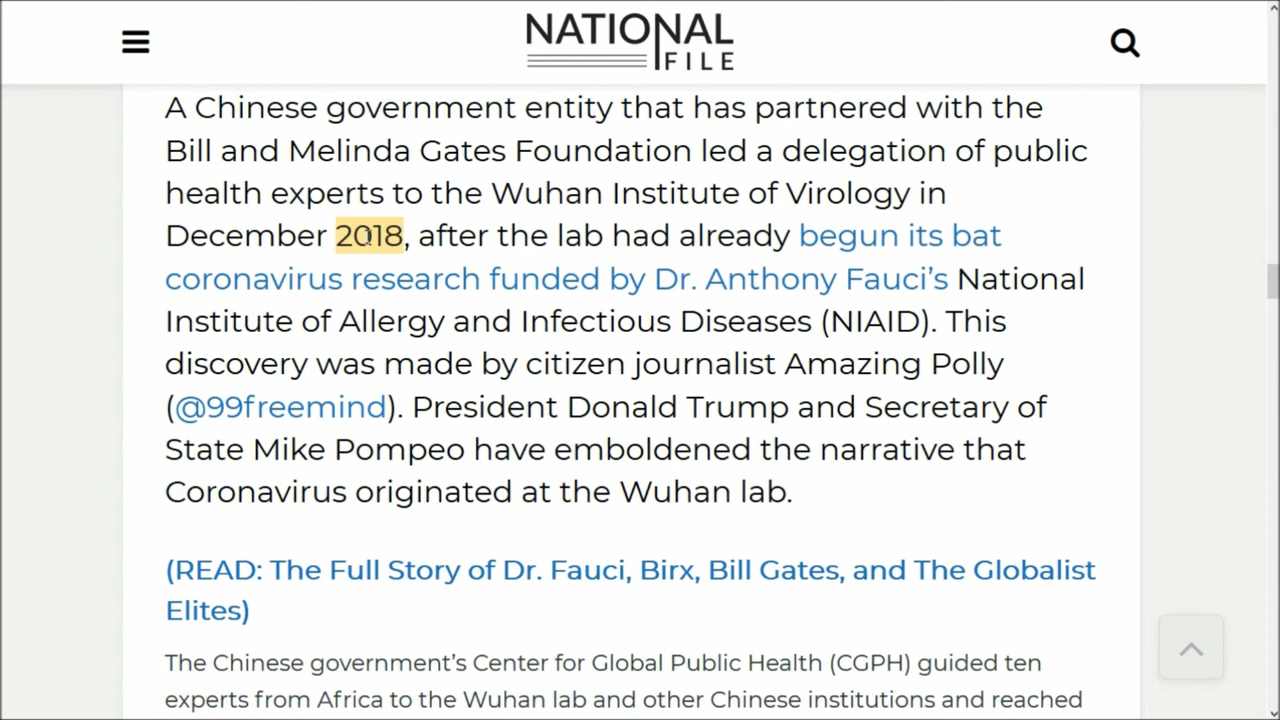 NATIONAL
FILE
A Chinese government entity that has partnered with the
Bill and Melinda Gates Foundation led a delegation of public
health experts to the Wuhan Institute of Virology in
December 2018, after the lab had already begun its bat
coronavirus research funded by Dr. Anthony Fauci’s National
Institute of Allergy and Infectious Diseases (NIAID). This
discovery was made by citizen journalist Amazing Polly
(@99freemind). President Donald Trump and Secretary of
State Mike Pompeo have emboldened the narrative that
Coronavirus originated at the Wuhan lab.
(READ: The Full Story of Dr. Fauci, Birx, Bill Gates, and The Globalist
Elites)
The Chinese government’s Center for Global Public Health (CGPH) guided ten
experts from Africa to the Wuhan lab and other Chinese institutions and reached